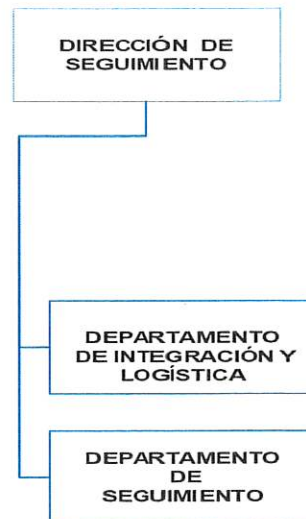 DIRECCIÓN DE
SEGUIMIENTO
DEPARTAMENTO
DE INTEGRACIÓN Y
LOGÍSTICA
DEPARTAMENTO
DE
SEGUIMIENTO